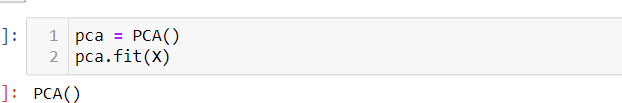 ]:
1 pca = PCA()
2 pca.fit(X)
]: PCA()